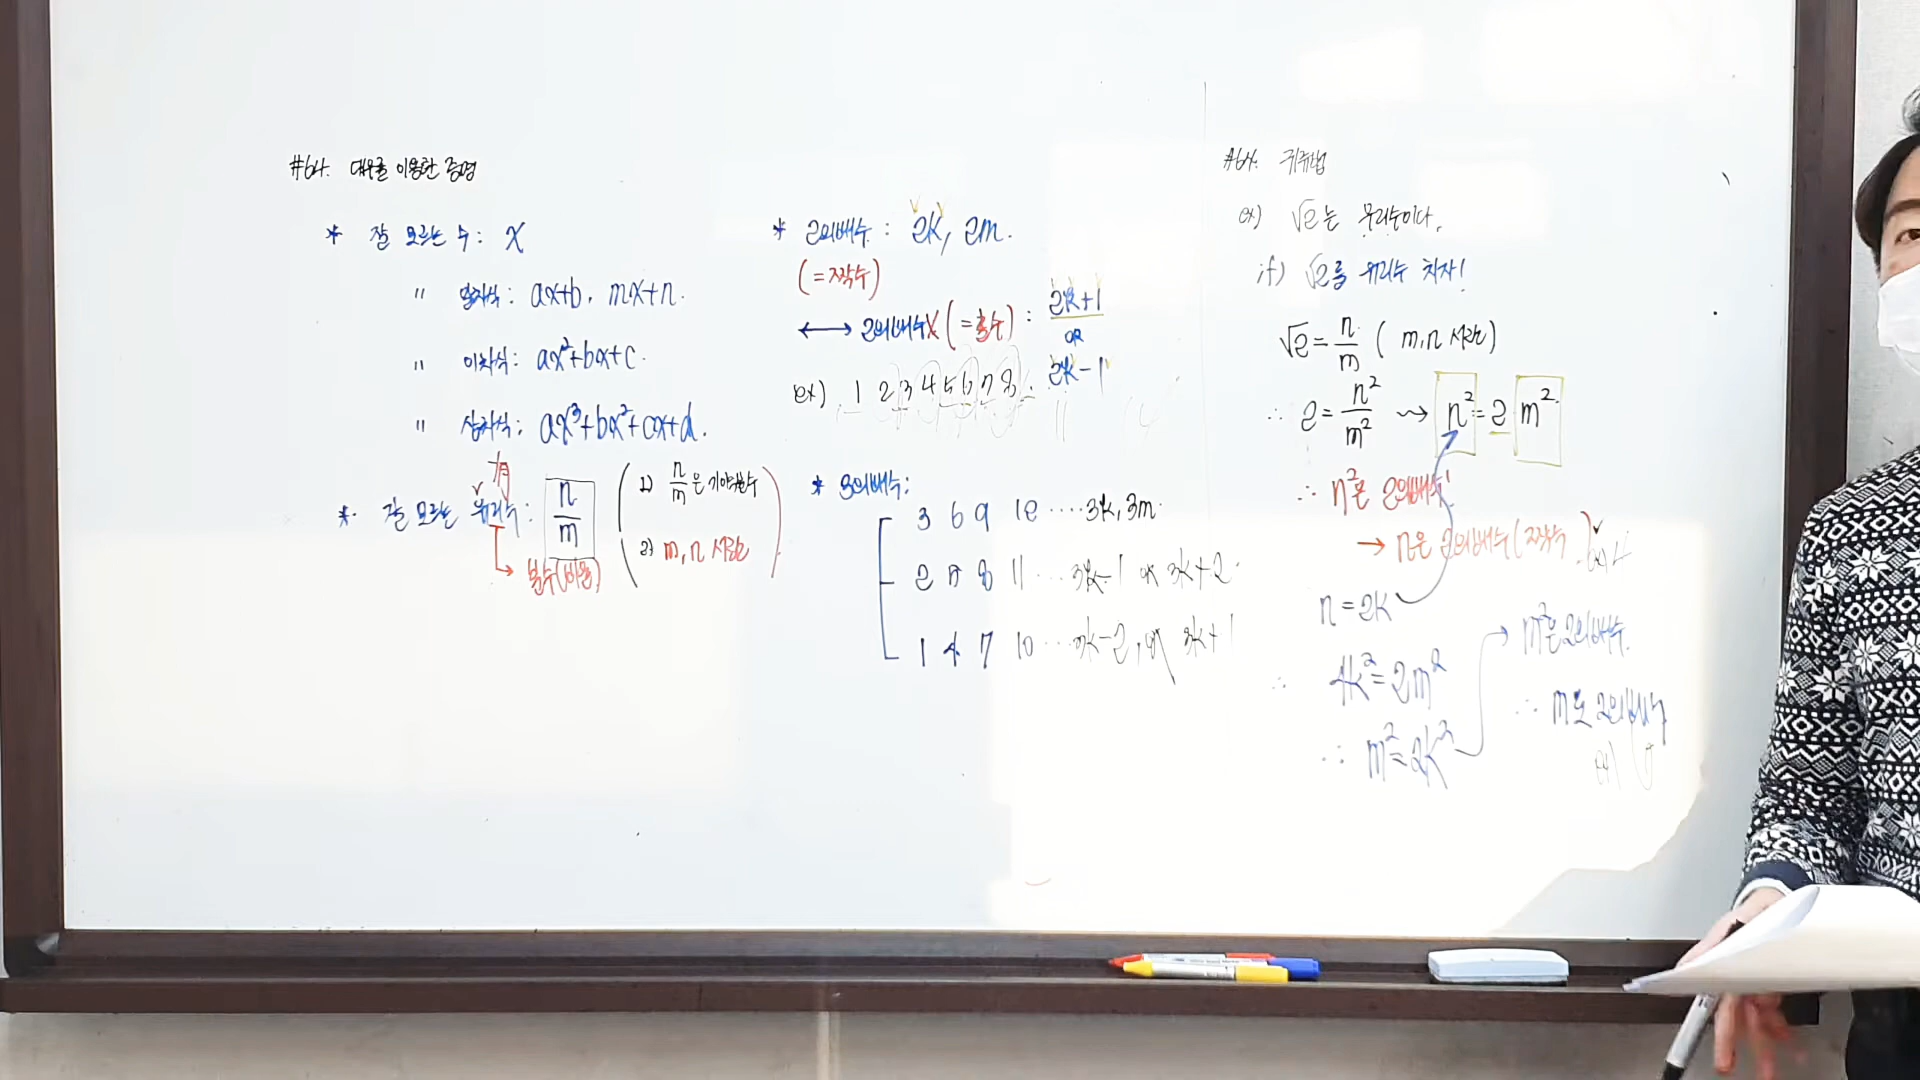 #64. 대우를 이용한 증명
* 잘 모르는 수: x
" 일차식: ax+b, mx+n.
" 이차식: ax²+bx+c.
" 삼차식: ax³+bx²+cx+d.
* 잘 모르는 유리수: n/m
有
→ 분수(비율)
1) n/m은 기약분수
2) m, n 서로소
* 2의배수: 2k, 2m.
(=짝수)
↔ 2의배수X (=홀수): 2k+1
or
2k-1
ex) 1 2 3 4 5 6 7 8
* 3의배수:
3 6 9 12 ····3k, 3m.
2 5 8 11 ···3k-1 or 3k+2.
1 4 7 10 ···3k-2, or 3k+1
#64. 귀류법
ex) √2는 무리수이다.
if) √2를 유리수 치자!
√2 = n/m (m, n 서로소)
∴ 2 = n²/m² ⇝ n² = 2 m²
∴ n²은 2의배수!
→ n은 2의배수(짝수)
n=2k
∴ 4k²=2m²
∴ m²=2k²
→ m²은 2의배수.
∴ m도 2의배수